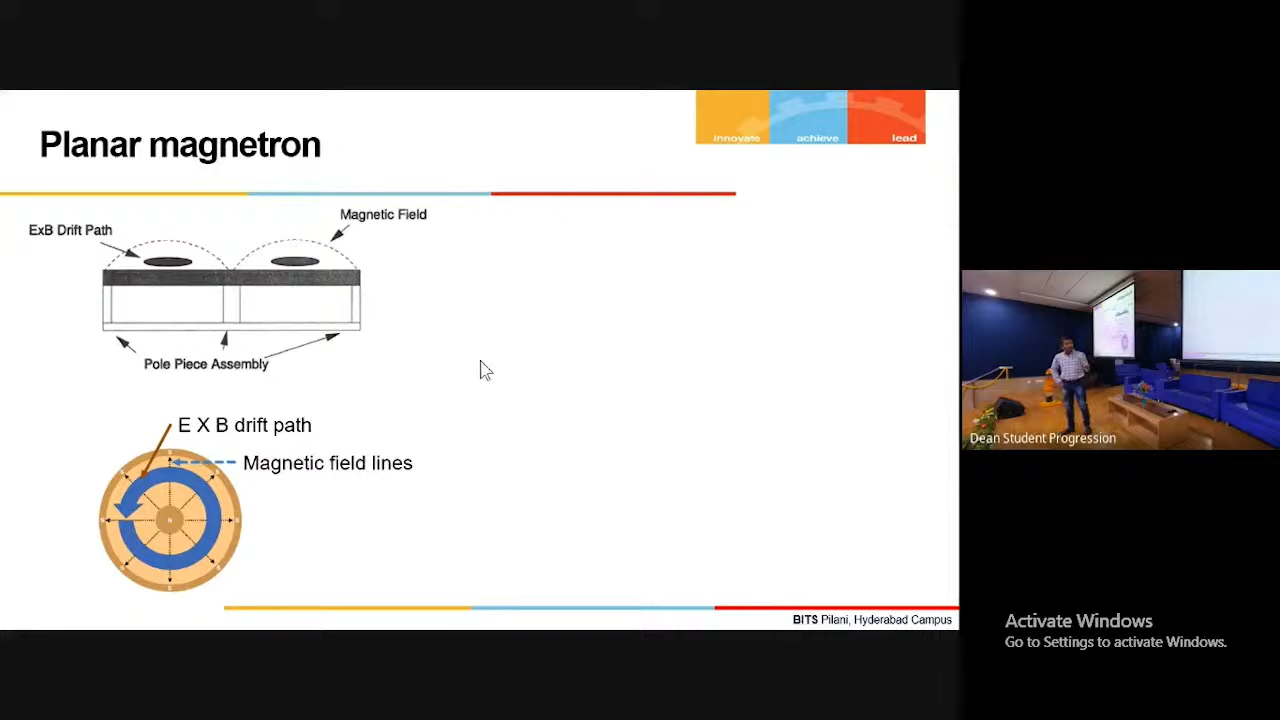 innovate achieve lead
Planar magnetron
Magnetic Field
ExB Drift Path
Pole Piece Assembly
E X B drift path
Magnetic field lines
BITS Pilani, Hyderabad Campus
Dean Student Progression
Activate Windows
Go to Settings to activate Windows.